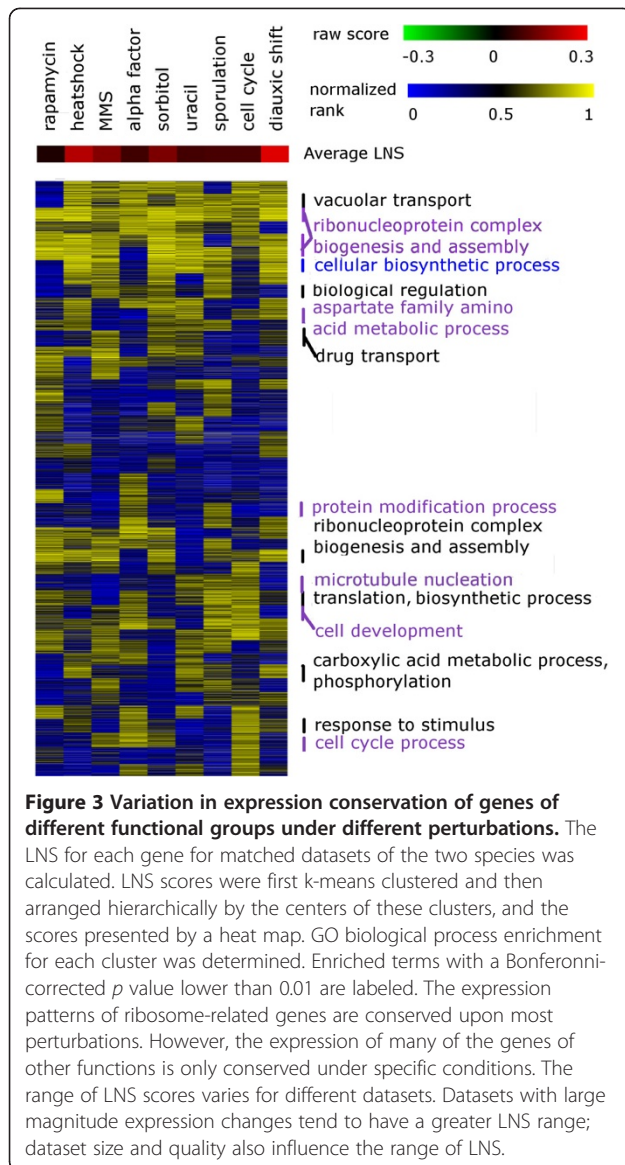 raw score
-0.3 0.3
normalized rank
0 0.5 1
rapamycin
heatshock
MMS
alpha factor
sorbitol
uracil
sporulation
cell cycle
diauxic shift
Average LNS
vacuolar transport
ribonucleoprotein complex
biogenesis and assembly
cellular biosynthetic process
biological regulation
aspartate family amino
acid metabolic process
drug transport
protein modification process
ribonucleoprotein complex
biogenesis and assembly
microtubule nucleation
translation, biosynthetic process
cell development
carboxylic acid metabolic process,
phosphorylation
response to stimulus
cell cycle process
Figure 3 Variation in expression conservation of genes of
different functional groups under different perturbations. The
LNS for each gene for matched datasets of the two species was
calculated. LNS scores were first k-means clustered and then
arranged hierarchically by the centers of these clusters, and the
scores presented by a heat map. GO biological process enrichment
for each cluster was determined. Enriched terms with a Bonferonni-
corrected p value lower than 0.01 are labeled. The expression
patterns of ribosome-related genes are conserved upon most
perturbations. However, the expression of many of the genes of
other functions is only conserved under specific conditions. The
range of LNS scores varies for different datasets. Datasets with large
magnitude expression changes tend to have a greater LNS range;
dataset size and quality also influence the range of LNS.